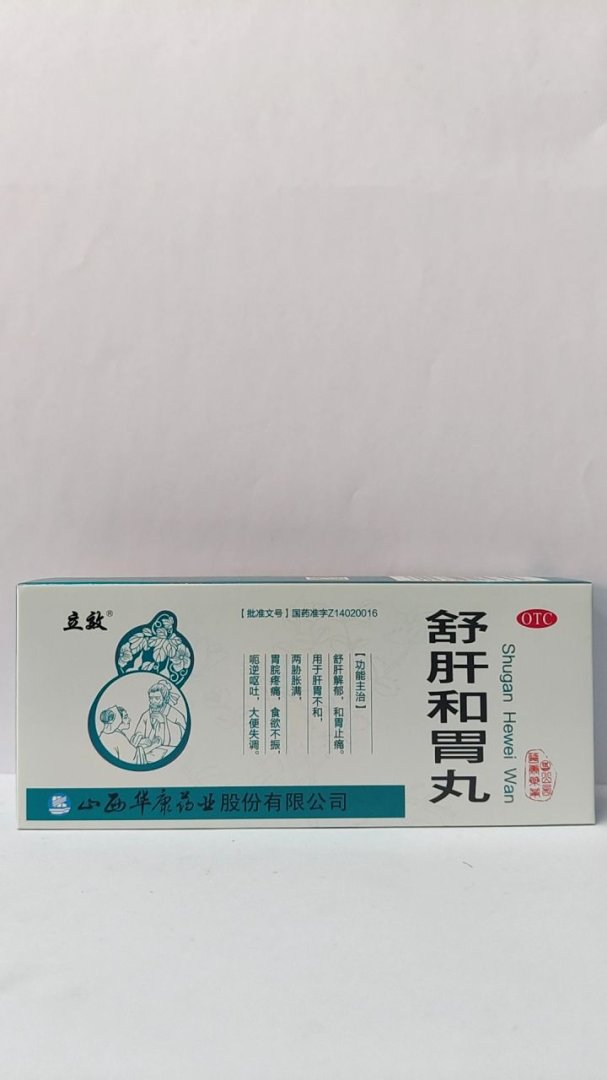 立效®
【批准文号】国药准字Z14020016
【功能主治】
舒肝解郁，和胃止痛。
用于肝胃不和，
两胁胀满，
胃脘疼痛，食欲不振，
呃逆呕吐，大便失调。
舒肝和胃丸
Shugan Hewei Wan
OTC
山西华康药业股份有限公司